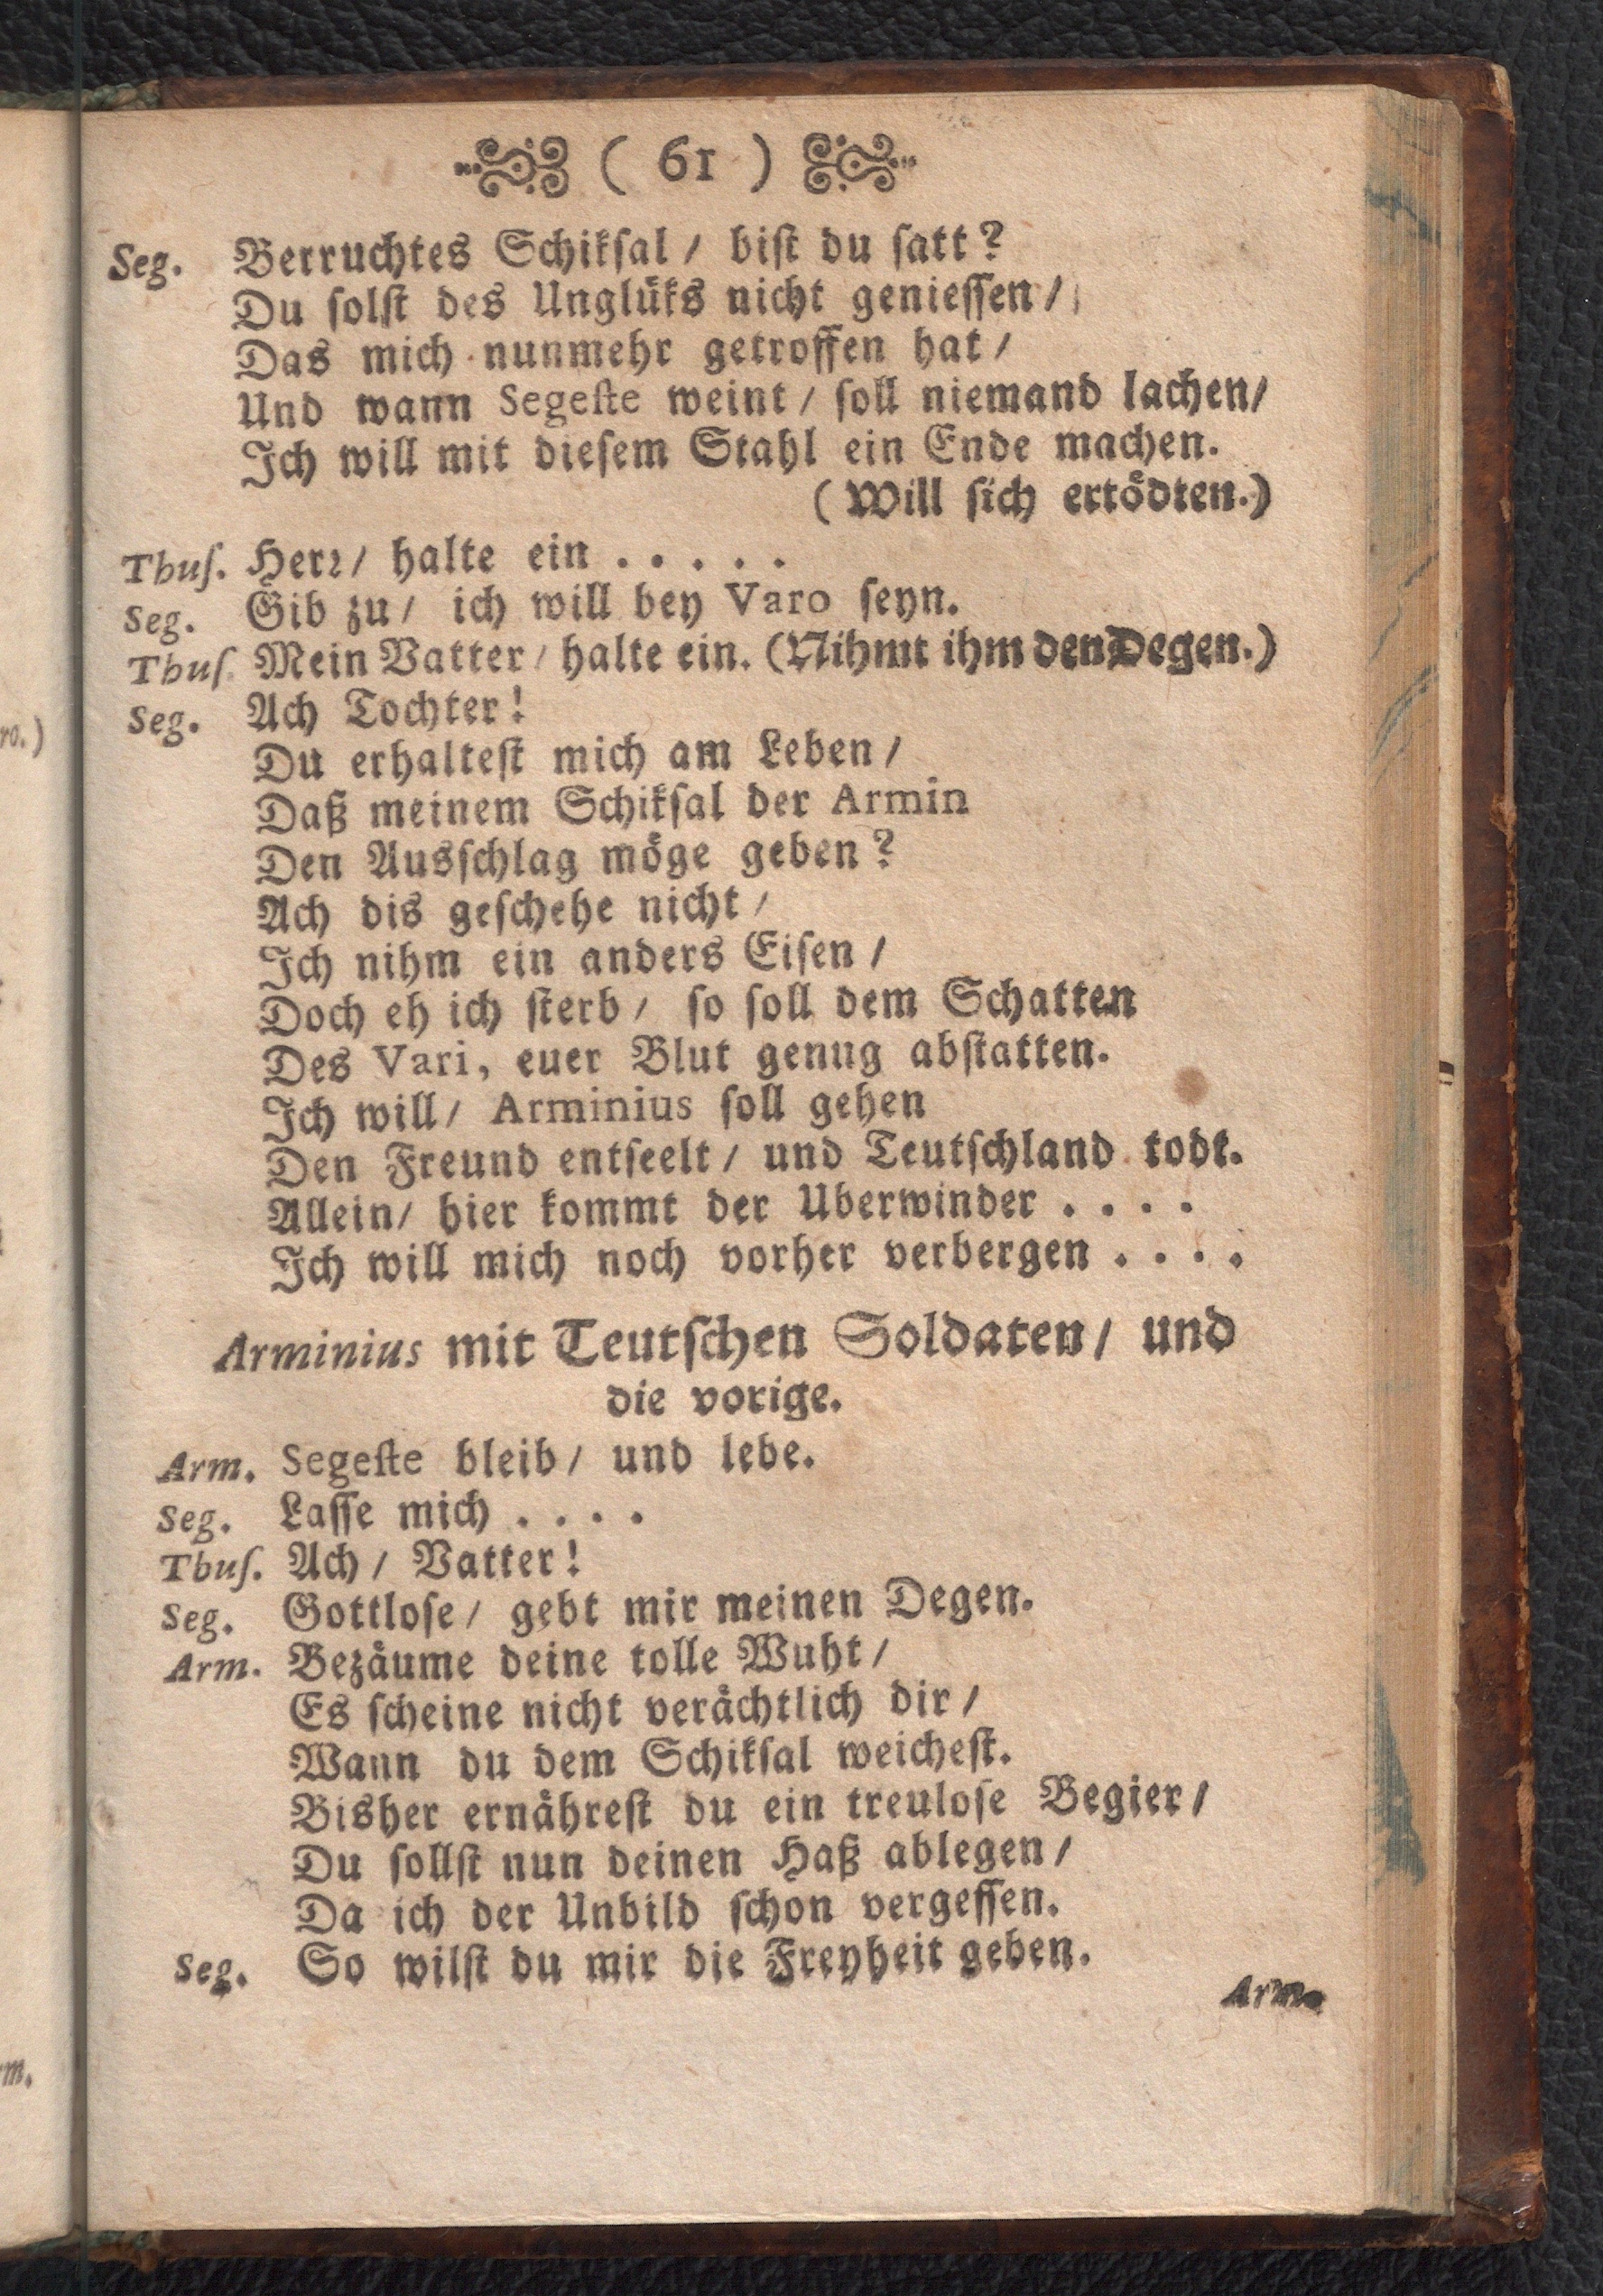 ( 61 )
Seg. Verruchtes Schiksal / bist du satt?
Du solst des Unglüks nicht geniessen /
Das mich nunmehr getroffen hat /
Und wann Segeste weint / soll niemand lachen/
Ich will mit diesem Stahl ein Ende machen.
(Will sich ertödten.)
Thus. Herr/ halte ein . . . . .
Seg. Gib zu/ ich will bey Varo seyn.
Thus. Mein Vatter / halte ein. (Nihmt ihm den Degen.)
Seg. Ach Tochter!
Du erhaltest mich am Leben /
Daß meinem Schiksal der Armin
Den Ausschlag möge geben?
Ach dis geschehe nicht /
Ich nihm ein anders Eisen /
Doch eh ich sterb / so soll dem Schatten
Des Vari, euer Blut genug abstatten.
Ich will/ Arminius soll gehen
Den Freund entseelt / und Teutschland todt.
Allein/ hier kommt der Uberwinder . . . .
Ich will mich noch vorher verbergen . . . .
Arminius mit Teutschen Soldaten / und
die vorige.
Arm. Segeste bleib / und lebe.
Seg. Lasse mich . . . .
Thus. Ach / Vatter!
Seg. Gottlose / gebt mir meinen Degen.
Arm. Bezäume deine tolle Wuht /
Es scheine nicht verächtlich dir /
Wann du dem Schiksal weichest.
Bisher ernährest du ein treulose Begier /
Du sollst nun deinen Haß ablegen /
Da ich der Unbild schon vergessen.
Seg. So wilst du mir die Freyheit geben.
Arm.
ro.)
m.